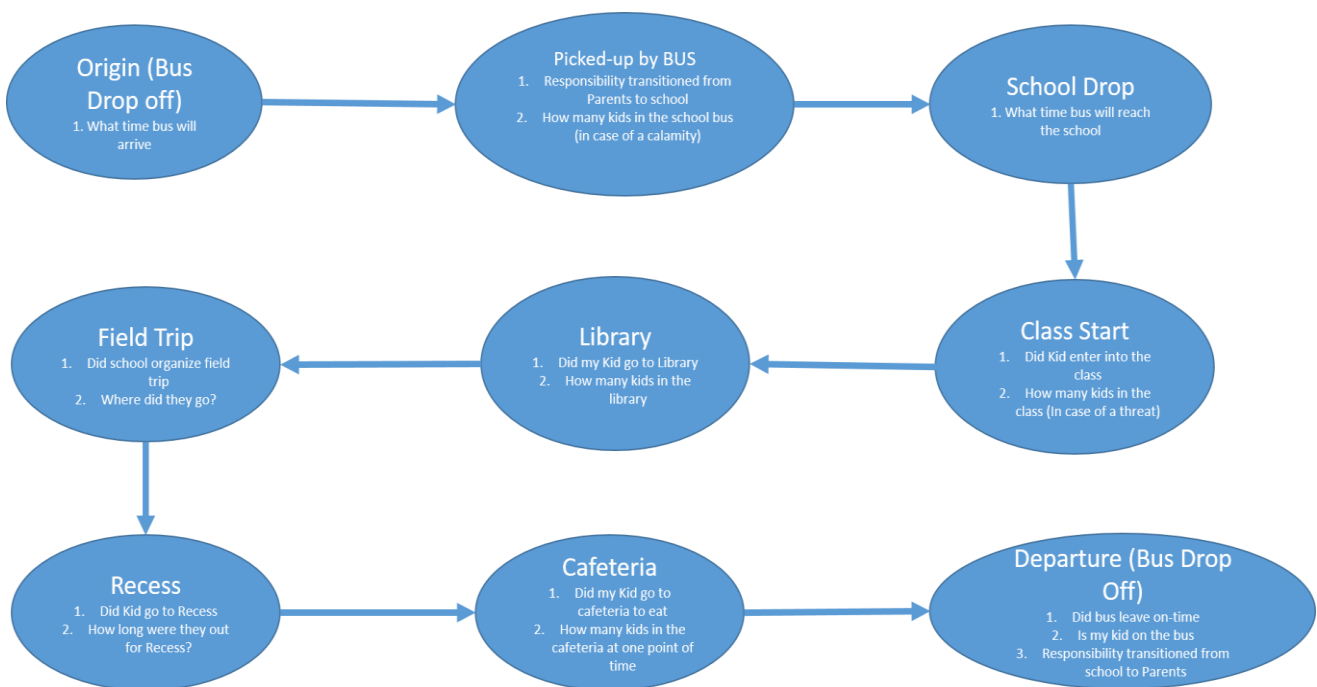 Origin (Bus
Drop off)
1. What time bus will
arrive
Picked-up by BUS
1. Responsibility transitioned from
Parents to school
2. How many kids in the school bus
(in case of a calamity)
School Drop
1. What time bus will reach
the school
Class Start
1. Did Kid enter into the
class
2. How many kids in the
class (In case of a threat)
Library
1. Did my Kid go to Library
2. How many kids in the
library
Field Trip
1. Did school organize field
trip
2. Where did they go?
Recess
1. Did Kid go to Recess
2. How long were they out
for Recess?
Cafeteria
1. Did my Kid go to
cafeteria to eat
2. How many kids in the
cafeteria at one point of
time
Departure (Bus Drop
Off)
1. Did bus leave on-time
2. Is my kid on the bus
3. Responsibility transitioned from
school to Parents